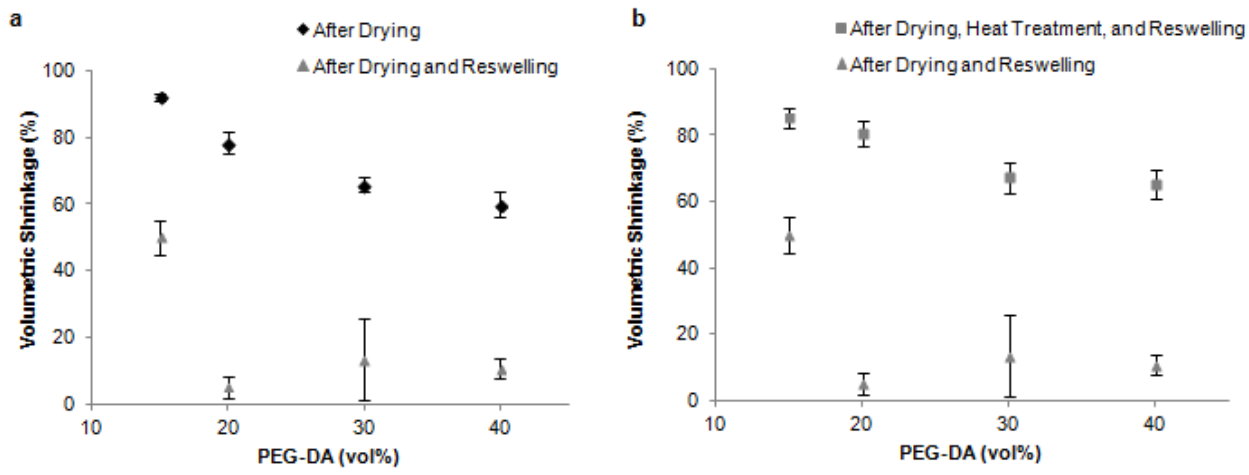 a
After Drying
After Drying and Reswelling
Volumetric Shrinkage (%)
100
80
60
40
20
0
10
20
30
40
PEG-DA (vol%)
b
After Drying, Heat Treatment, and Reswelling
After Drying and Reswelling
Volumetric Shrinkage (%)
100
80
60
40
20
0
10
20
30
40
PEG-DA (vol%)